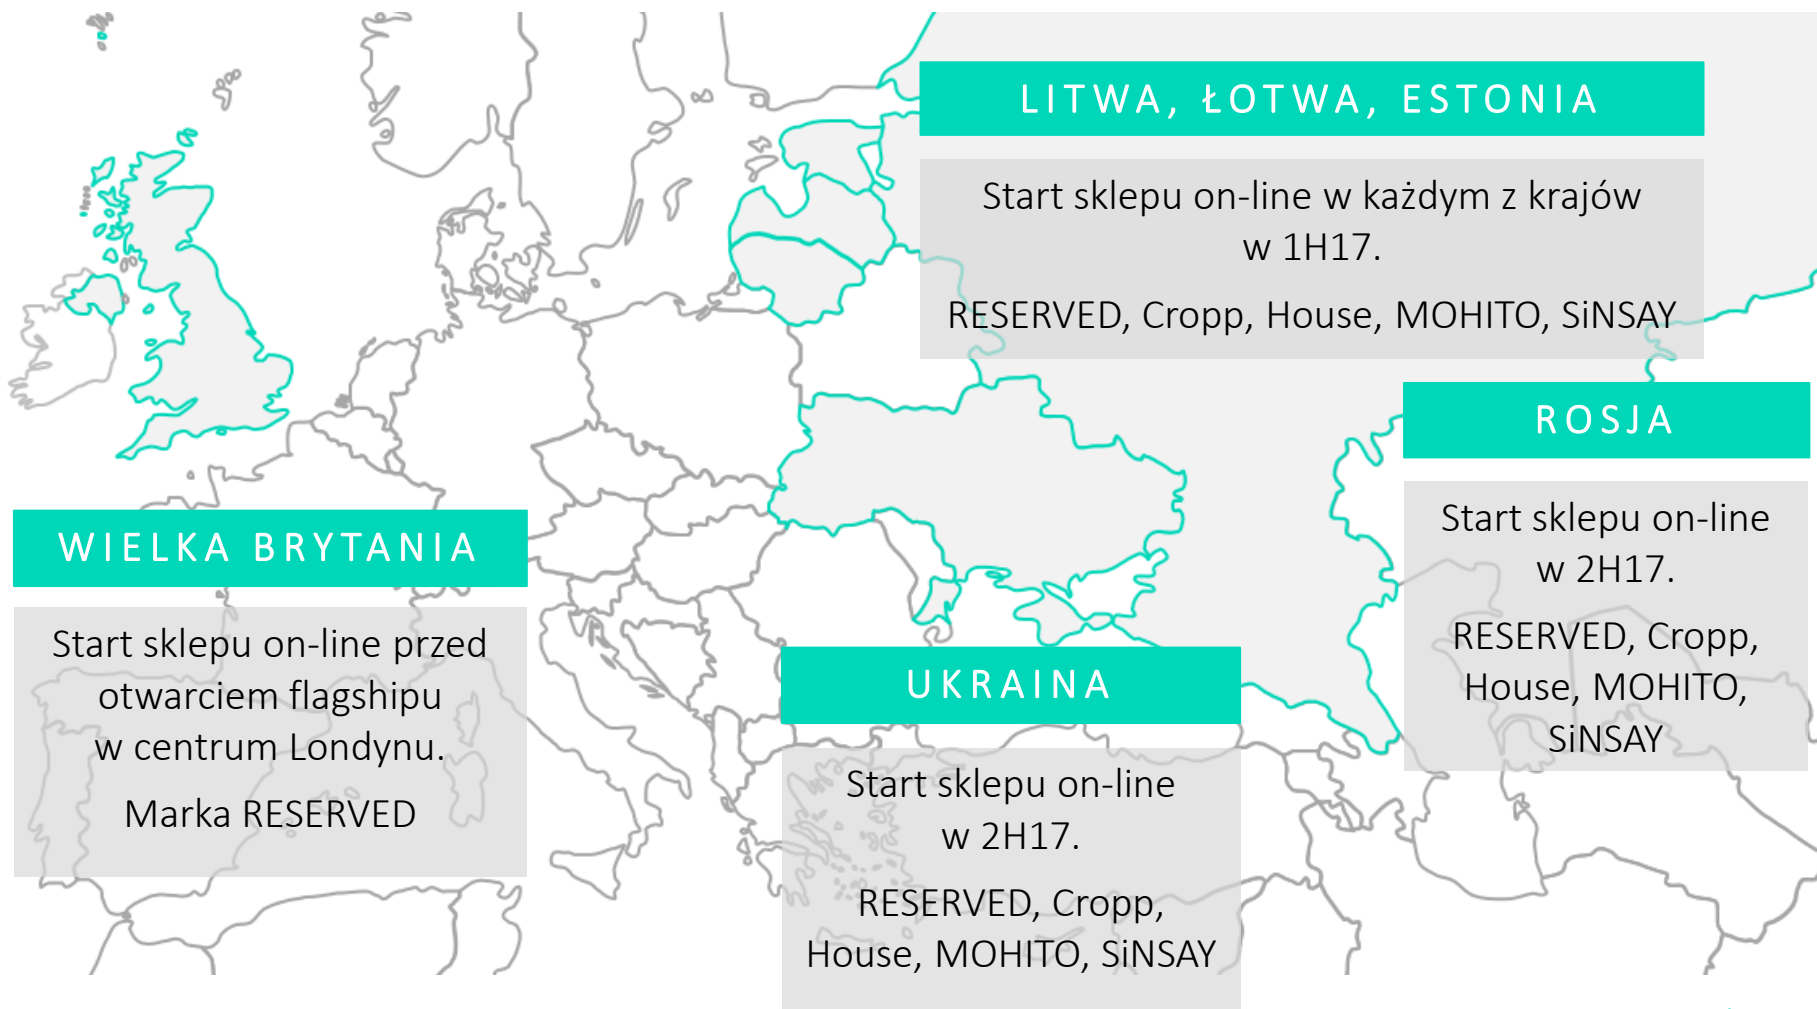 LITWA, ŁOTWA, ESTONIA
Start sklepu on-line w każdym z krajów
w 1H17.
RESERVED, Cropp, House, MOHITO, SiNSAY
ROSJA
Start sklepu on-line
w 2H17.
RESERVED, Cropp,
House, MOHITO,
SiNSAY
WIELKA BRYTANIA
Start sklepu on-line przed
otwarciem flagshipu
w centrum Londynu.
Marka RESERVED
UKRAINA
Start sklepu on-line
w 2H17.
RESERVED, Cropp,
House, MOHITO, SiNSAY